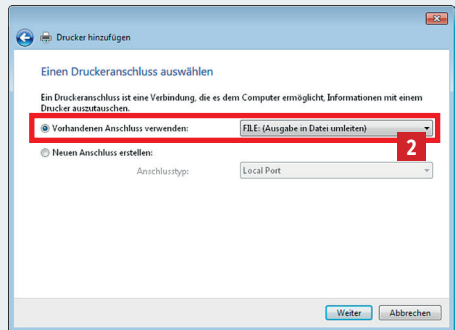 Drucker hinzufügen
Einen Druckeranschluss auswählen
Ein Druckeranschluss ist eine Verbindung, die es dem Computer ermöglicht, Informationen mit einem
Drucker auszutauschen.
Vorhandenen Anschluss verwenden: FILE: (Ausgabe in Datei umleiten)
2
Neuen Anschluss erstellen:
Anschlusstyp: Local Port
Weiter Abbrechen